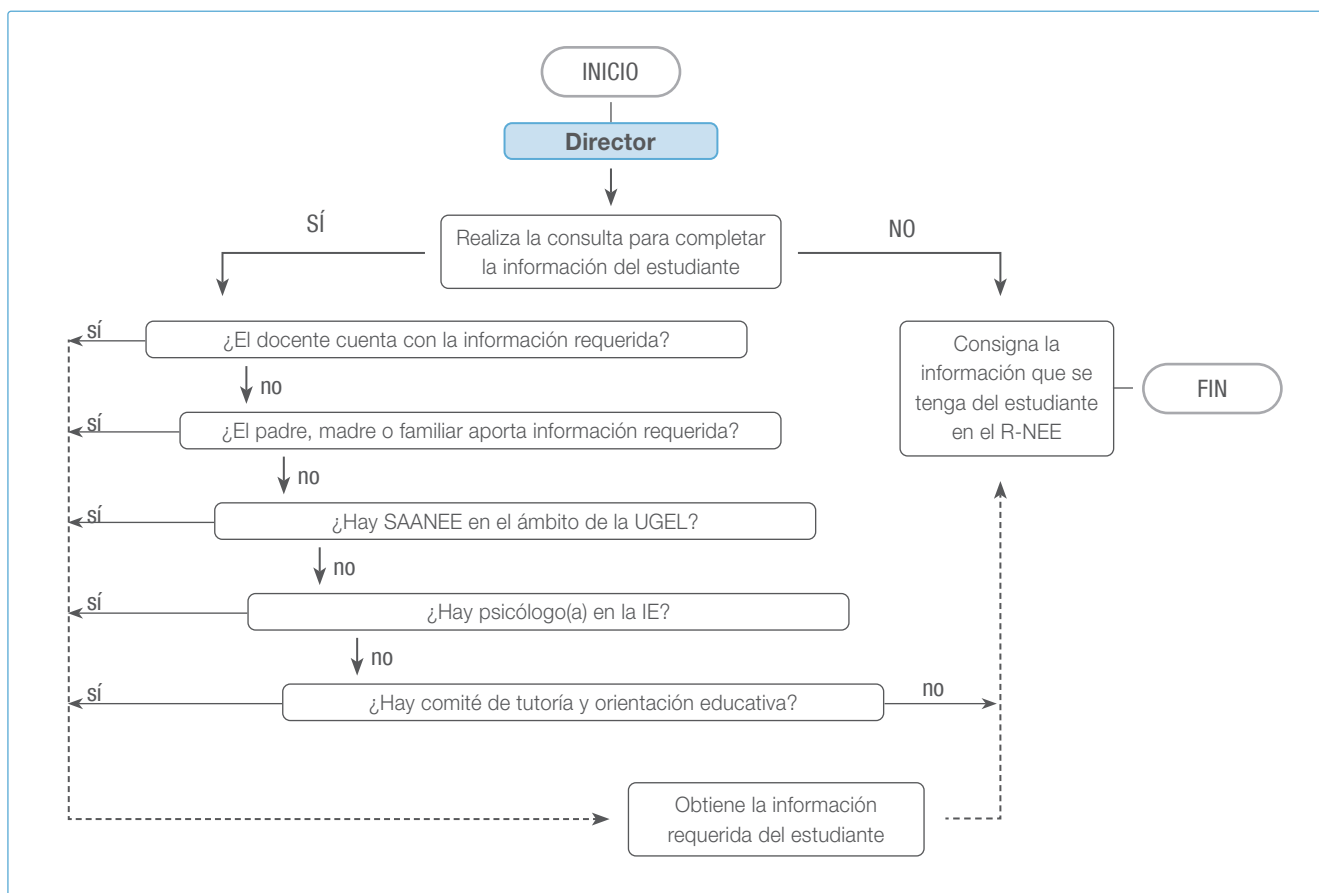 INICIO
Director
SÍ
Realiza la consulta para completar
la información del estudiante
NO
sí
¿El docente cuenta con la información requerida?
no
sí
¿El padre, madre o familiar aporta información requerida?
no
sí
¿Hay SAANEE en el ámbito de la UGEL?
no
sí
¿Hay psicólogo(a) en la IE?
no
sí
¿Hay comité de tutoría y orientación educativa?
no
Consigna la
información que se
tenga del estudiante
en el R-NEE
FIN
Obtiene la información
requerida del estudiante